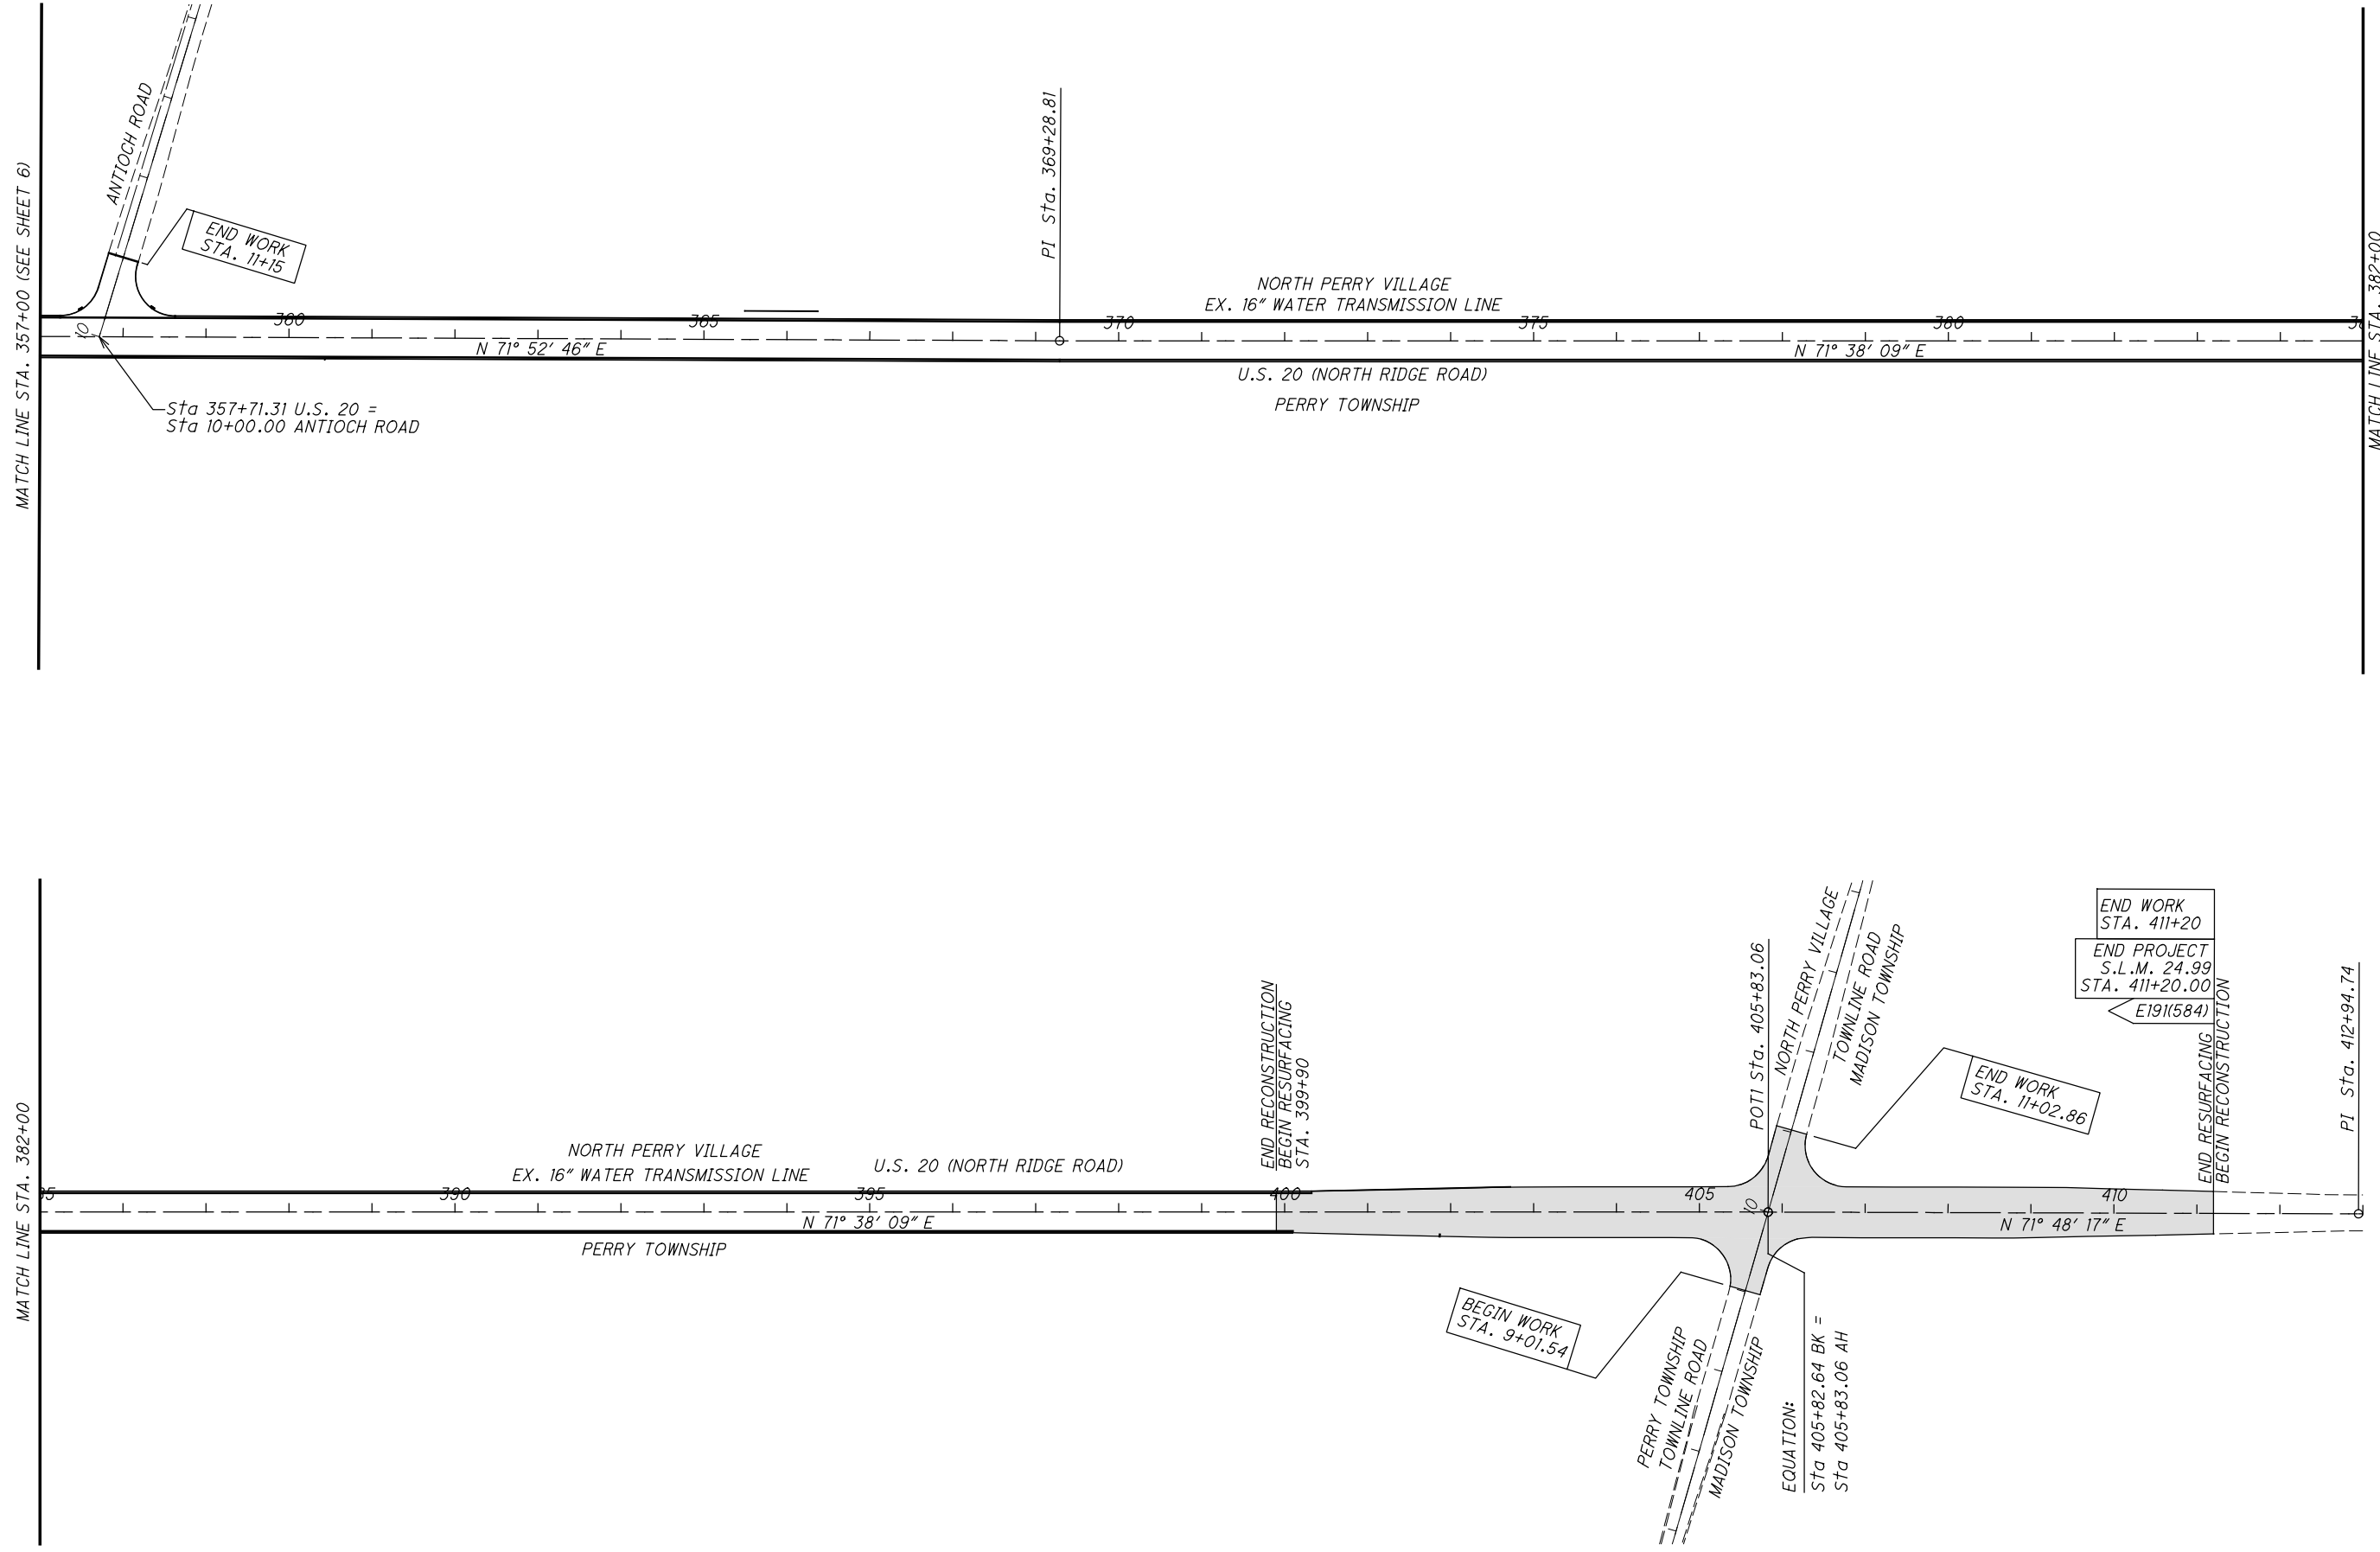 MATCH LINE STA. 357+00 (SEE SHEET 6)
ANTIOCH ROAD
END WORK
STA. 11+15
10
Sta 357+71.31 U.S. 20 =
Sta 10+00.00 ANTIOCH ROAD
360
N 71° 52' 46" E
365
PI Sta. 369+28.81
370
NORTH PERRY VILLAGE
EX. 16" WATER TRANSMISSION LINE
375
U.S. 20 (NORTH RIDGE ROAD)
PERRY TOWNSHIP
380
N 71° 38' 09" E
38
MATCH LINE STA. 382+00
MATCH LINE STA. 382+00
85
390
NORTH PERRY VILLAGE
EX. 16" WATER TRANSMISSION LINE
U.S. 20 (NORTH RIDGE ROAD)
395
N 71° 38' 09" E
PERRY TOWNSHIP
END RECONSTRUCTION
BEGIN RESURFACING
STA. 399+90
400
405
POT1 Sta. 405+83.06
10
NORTH PERRY VILLAGE
TOWNLINE ROAD
MADISON TOWNSHIP
END WORK
STA. 11+02.86
END WORK
STA. 411+20
END PROJECT
S.L.M. 24.99
STA. 411+20.00
E191(584)
END RESURFACING
BEGIN RECONSTRUCTION
PI Sta. 412+94.74
410
N 71° 48' 17" E
BEGIN WORK
STA. 9+01.54
PERRY TOWNSHIP
TOWNLINE ROAD
MADISON TOWNSHIP
EQUATION:
Sta 405+82.64 BK =
Sta 405+83.06 AH